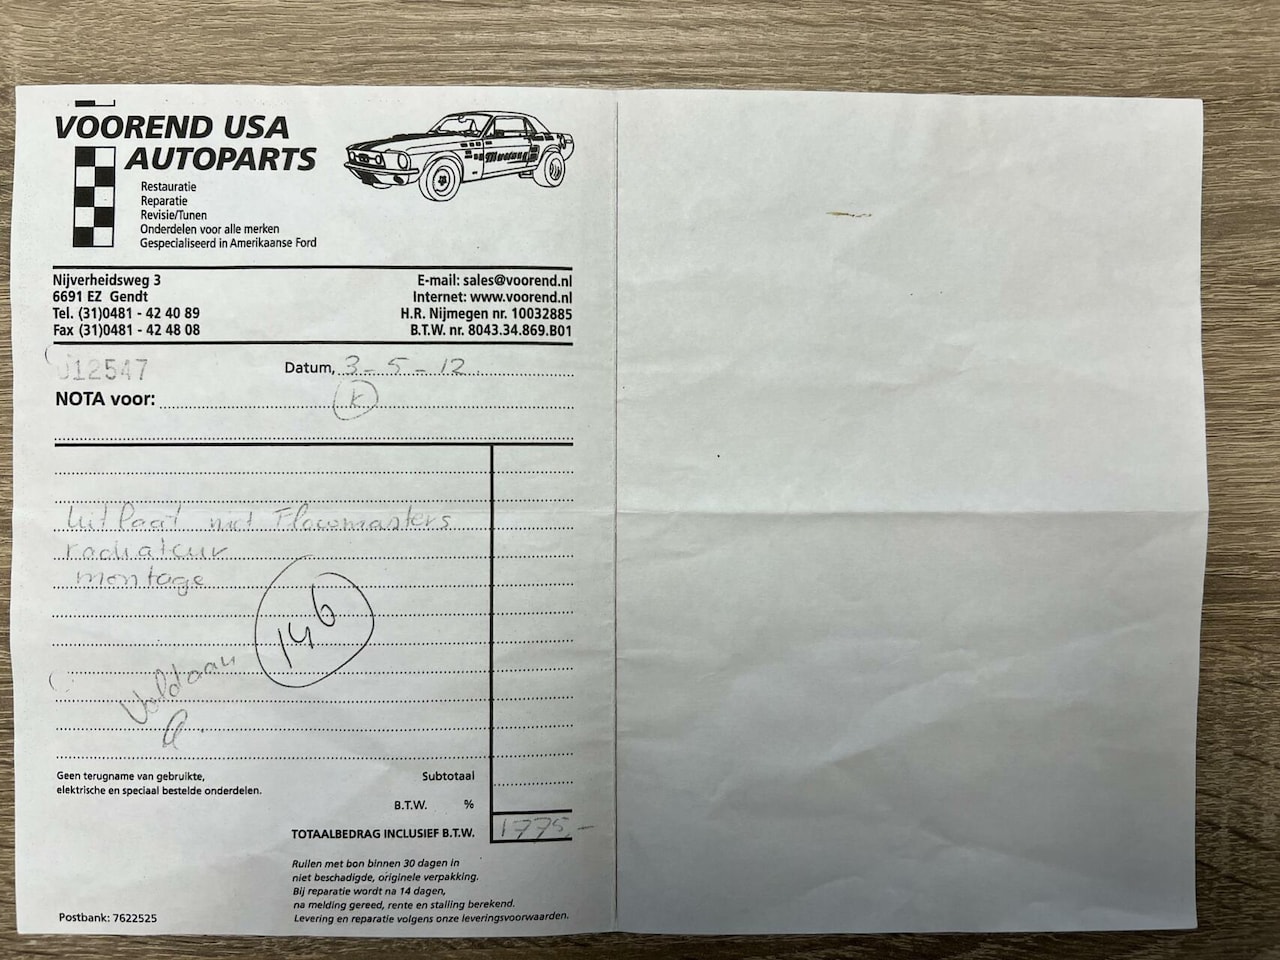 VOOREND USA
AUTOPARTS
Restauratie
Reparatie
Revisie/Tunen
Onderdelen voor alle merken
Gespecialiseerd in Amerikaanse Ford
Mustang
Nijverheidsweg 3
6691 EZ Gendt
Tel. (31)0481 - 42 40 89
Fax (31)0481 - 42 48 08
E-mail: sales@voorend.nl
Internet: www.voorend.nl
H.R. Nijmegen nr. 10032885
B.T.W. nr. 8043.34.869.B01
012547
Datum, 3-5-12
NOTA voor:
K
Uitlaat met Flowmasters
radiateur
montage
146
Voldaan
Geen terugname van gebruikte,
elektrische en speciaal bestelde onderdelen.
Subtotaal
B.T.W. %
TOTAALBEDRAG INCLUSIEF B.T.W. 1775,-
Ruilen met bon binnen 30 dagen in
niet beschadigde, originele verpakking.
Bij reparatie wordt na 14 dagen,
na melding gereed, rente en stalling berekend.
Levering en reparatie volgens onze leveringsvoorwaarden.
Postbank: 7622525